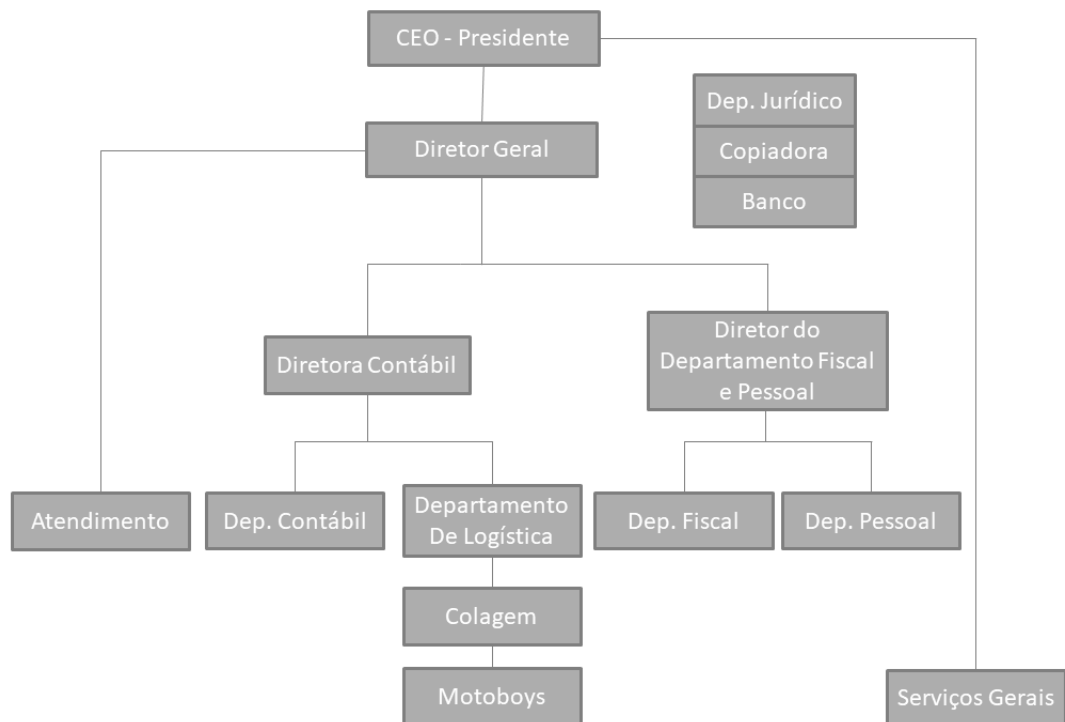 CEO - Presidente
Dep. Jurídico
Diretor Geral
Copiadora
Banco
Diretora Contábil
Diretor do
Departamento Fiscal
e Pessoal
Atendimento
Dep. Contábil
Departamento
De Logística
Dep. Fiscal
Dep. Pessoal
Colagem
Motoboys
Serviços Gerais